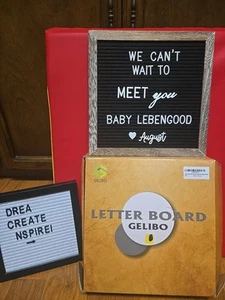 WE CAN'T
WAIT TO
MEET you
BABY LEBENGOOD
August
LETTER BOARD
GELIBO
DREA
CREATE
NSPIRE!